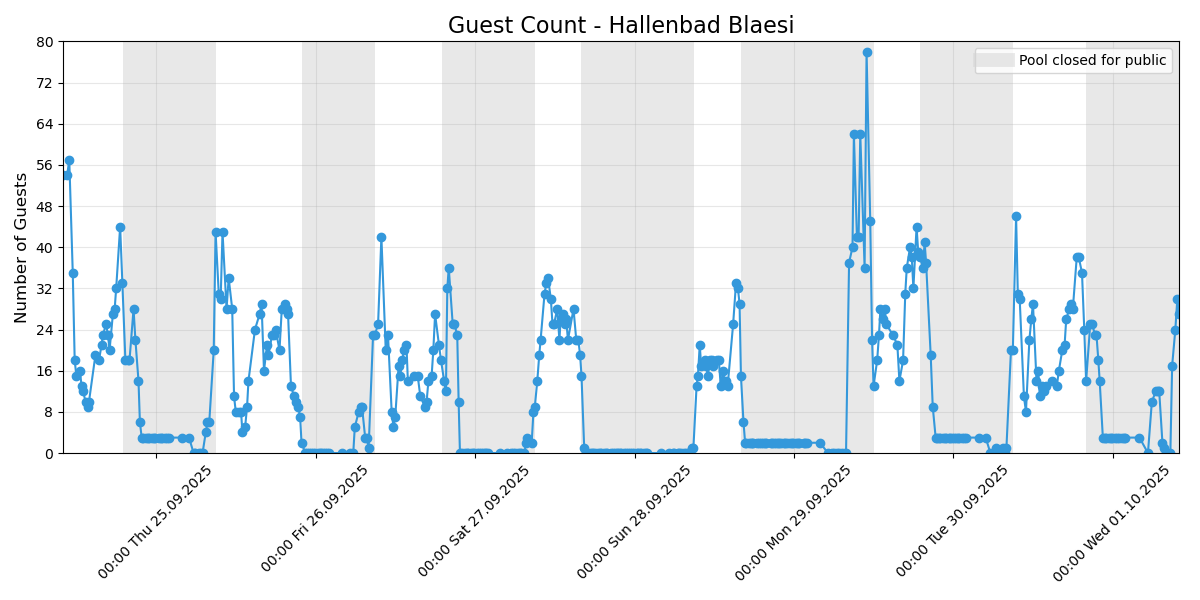 Guest Count - Hallenbad Blaesi
Pool closed for public
Number of Guests
80
72
64
56
48
40
32
24
16
8
0
00:00 Thu 25.09.2025
00:00 Fri 26.09.2025
00:00 Sat 27.09.2025
00:00 Sun 28.09.2025
00:00 Mon 29.09.2025
00:00 Tue 30.09.2025
00:00 Wed 01.10.2025